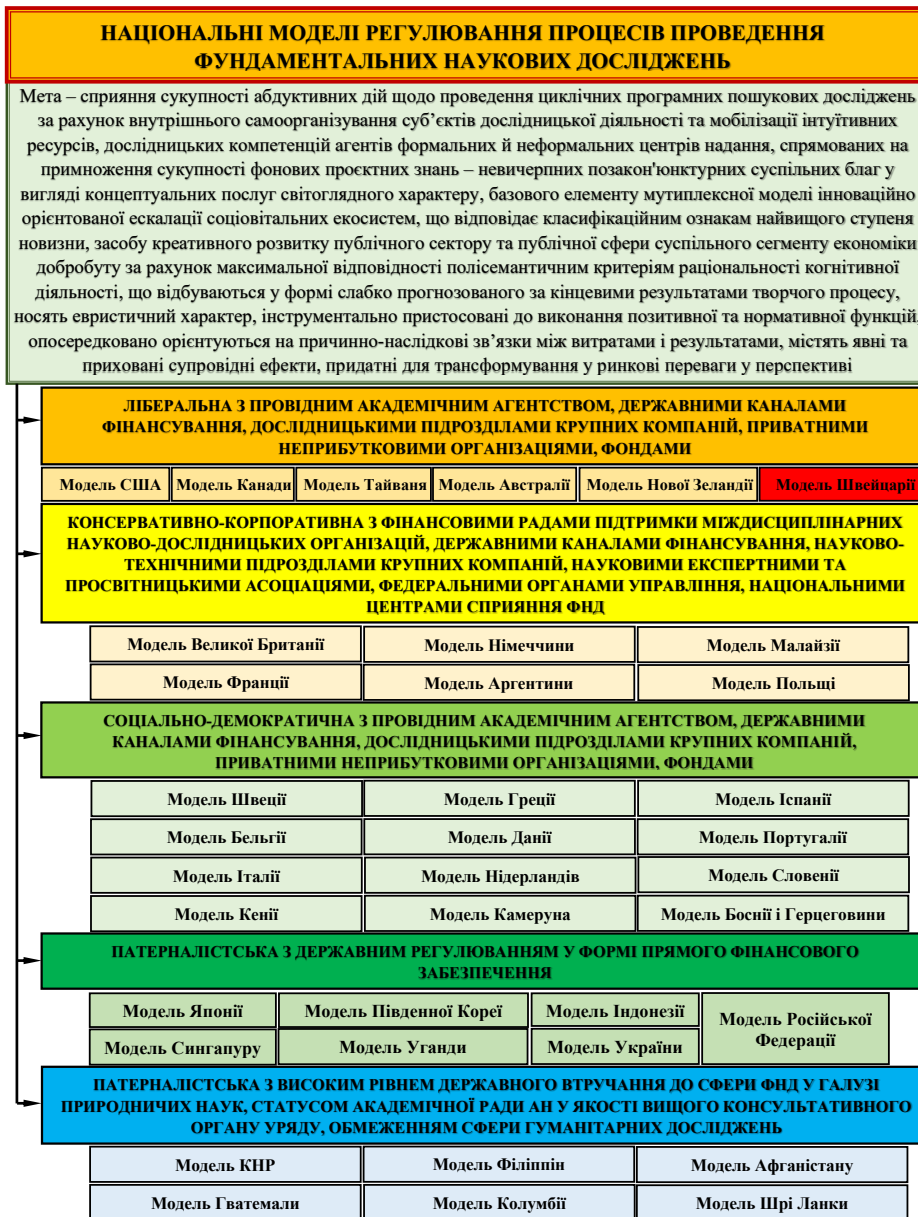 НАЦІОНАЛЬНІ МОДЕЛІ РЕГУЛЮВАННЯ ПРОЦЕСІВ ПРОВЕДЕННЯ
ФУНДАМЕНТАЛЬНИХ НАУКОВИХ ДОСЛІДЖЕНЬ
Мета – сприяння сукупності абдуктивних дій щодо проведення циклічних програмних пошукових досліджень
за рахунок внутрішнього самоорганізування суб’єктів дослідницької діяльності та мобілізації інтуїтивних
ресурсів, дослідницьких компетенцій агентів формальних й неформальних центрів надання, спрямованих на
примноження сукупності фонових проєктних знань – невичерпних позакон'юнктурних суспільних благ у
вигляді концептуальних послуг світоглядного характеру, базового елементу мутиплексної моделі інноваційно
орієнтованої ескалації соціовітальних екосистем, що відповідає класифікаційним ознакам найвищого ступеня
новизни, засобу креативного розвитку публічного сектору та публічної сфери суспільного сегменту економіки
добробуту за рахунок максимальної відповідності полісемантичним критеріям раціональності когнітивної
діяльності, що відбуваються у формі слабко прогнозованого за кінцевими результатами творчого процесу,
носять евристичний характер, інструментально пристосовані до виконання позитивної та нормативної функцій,
опосередковано орієнтуються на причинно-наслідкові зв’язки між витратами і результатами, містять явні та
приховані супровідні ефекти, придатні для трансформування у ринкові переваги у перспективі
ЛІБЕРАЛЬНА З ПРОВІДНИМ АКАДЕМІЧНИМ АГЕНТСТВОМ, ДЕРЖАВНИМИ КАНАЛАМИ
ФІНАНСУВАННЯ, ДОСЛІДНИЦЬКИМИ ПІДРОЗДІЛАМИ КРУПНИХ КОМПАНІЙ, ПРИВАТНИМИ
НЕПРИБУТКОВИМИ ОРГАНІЗАЦІЯМИ, ФОНДАМИ
Модель США Модель Канади Модель Тайваня Модель Австралії Модель Нової Зеландії Модель Швейцарії
КОНСЕРВАТИВНО-КОРПОРАТИВНА З ФІНАНСОВИМИ РАДАМИ ПІДТРИМКИ МІЖДИСЦИПЛІНАРНИХ
НАУКОВО-ДОСЛІДНИЦЬКИХ ОРГАНІЗАЦІЙ, ДЕРЖАВНИМИ КАНАЛАМИ ФІНАНСУВАННЯ, НАУКОВО-
ТЕХНІЧНИМИ ПІДРОЗДІЛАМИ КРУПНИХ КОМПАНІЙ, НАУКОВИМИ ЕКСПЕРТНИМИ ТА
ПРОСВІТНИЦЬКИМИ АСОЦІАЦІЯМИ, ФЕДЕРАЛЬНИМИ ОРГАНАМИ УПРАВЛІННЯ, НАЦІОНАЛЬНИМИ
ЦЕНТРАМИ СПРИЯННЯ ФНД
Модель Великої Британії Модель Німеччини Модель Малайзії
Модель Франції Модель Аргентини Модель Польщі
СОЦІАЛЬНО-ДЕМОКРАТИЧНА З ПРОВІДНИМ АКАДЕМІЧНИМ АГЕНТСТВОМ, ДЕРЖАВНИМИ
КАНАЛАМИ ФІНАНСУВАННЯ, ДОСЛІДНИЦЬКИМИ ПІДРОЗДІЛАМИ КРУПНИХ КОМПАНІЙ,
ПРИВАТНИМИ НЕПРИБУТКОВИМИ ОРГАНІЗАЦІЯМИ, ФОНДАМИ
Модель Швеції Модель Греції Модель Іспанії
Модель Бельгії Модель Данії Модель Португалії
Модель Італії Модель Нідерландів Модель Словенії
Модель Кенії Модель Камеруна Модель Боснії і Герцеговини
ПАТЕРНАЛІСТСЬКА З ДЕРЖАВНИМ РЕГУЛЮВАННЯМ У ФОРМІ ПРЯМОГО ФІНАНСОВОГО
ЗАБЕЗПЕЧЕННЯ
Модель Японії Модель Південної Кореї Модель Індонезії
Модель Російської
Федерації
Модель Сингапуру Модель Уганди Модель України
ПАТЕРНАЛІСТСЬКА З ВИСОКИМ РІВНЕМ ДЕРЖАВНОГО ВТРУЧАННЯ ДО СФЕРИ ФНД У ГАЛУЗІ
ПРИРОДНИЧИХ НАУК, СТАТУСОМ АКАДЕМІЧНОЇ РАДИ АН У ЯКОСТІ ВИЩОГО КОНСУЛЬТАТИВНОГО
ОРГАНУ УРЯДУ, ОБМЕЖЕННЯМ СФЕРИ ГУМАНІТАРНИХ ДОСЛІДЖЕНЬ
Модель КНР Модель Філіппін Модель Афганістану
Модель Гватемали Модель Колумбії Модель Шрі Ланки